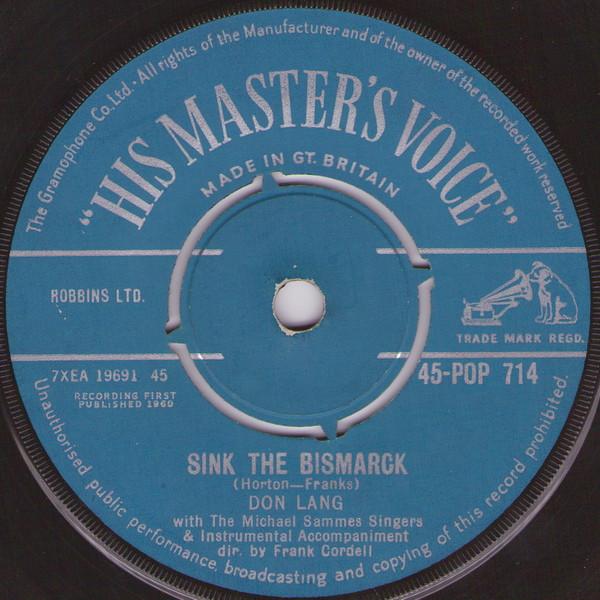 The Gramophone Co. Ltd. · All rights of the Manufacturer and of the owner of the recorded work reserved
"HIS MASTER'S VOICE"
MADE IN GT. BRITAIN
ROBBINS LTD.
TRADE MARK REGD.
7XEA 19691 45
45-POP 714
RECORDING FIRST
PUBLISHED 1960
SINK THE BISMARCK
(Horton—Franks)
DON LANG
with The Michael Sammes Singers
& Instrumental Accompaniment
dir. by Frank Cordell
Unauthorised public performance, broadcasting and copying of this record prohibited.